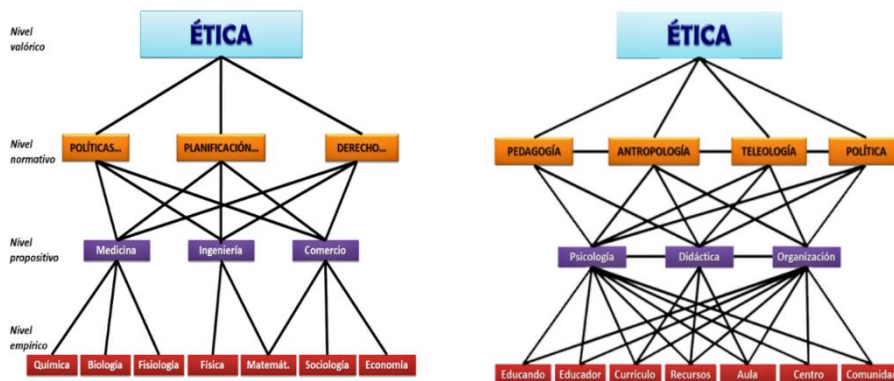 Nivel
valórico
ÉTICA
Nivel
normativo
POLÍTICAS...
PLANIFICACIÓN...
DERECHO...
Nivel
propositivo
Medicina
Ingeniería
Comercio
Nivel
empírico
Química
Biología
Fisiología
Física
Matemát.
Sociología
Economía
ÉTICA
PEDAGOGÍA
ANTROPOLOGÍA
TELEOLOGÍA
POLÍTICA
Psicología
Didáctica
Organización
Educando
Educador
Currículo
Recursos
Aula
Centro
Comunidad